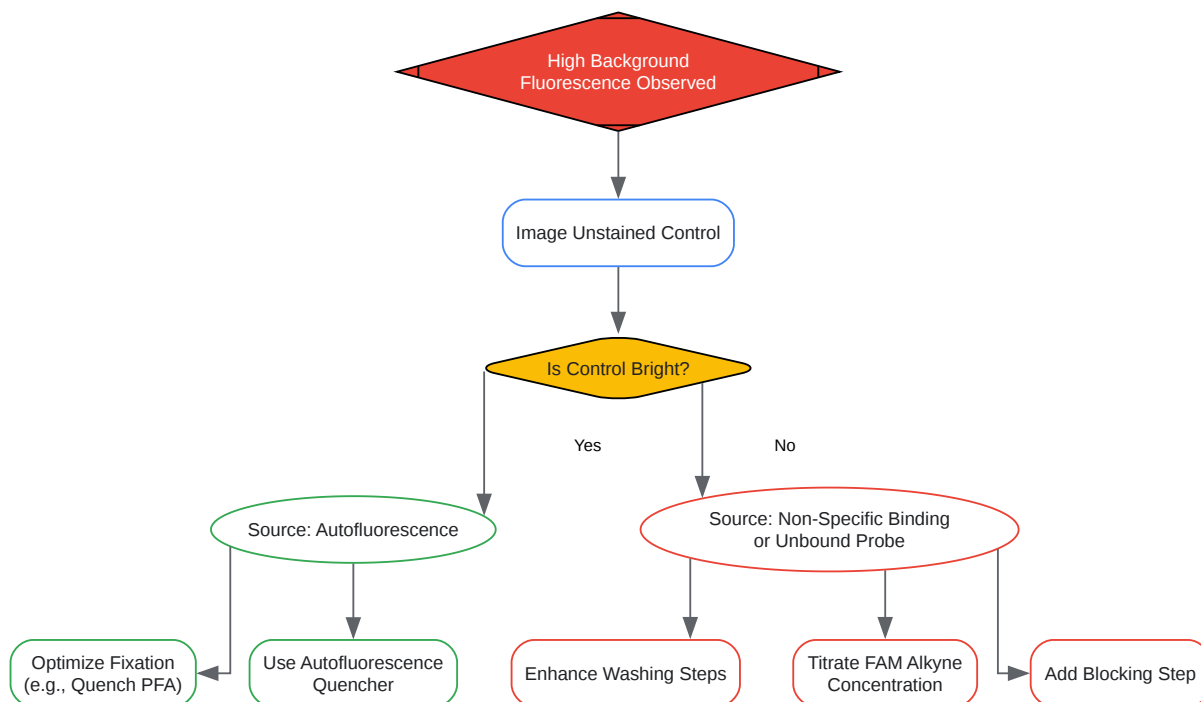 High Background
Fluorescence Observed
Image Unstained Control
Is Control Bright?
Yes
No
Source: Autofluorescence
Source: Non-Specific Binding
or Unbound Probe
Optimize Fixation
(e.g., Quench PFA)
Use Autofluorescence
Quencher
Enhance Washing Steps
Titrate FAM Alkyne
Concentration
Add Blocking Step